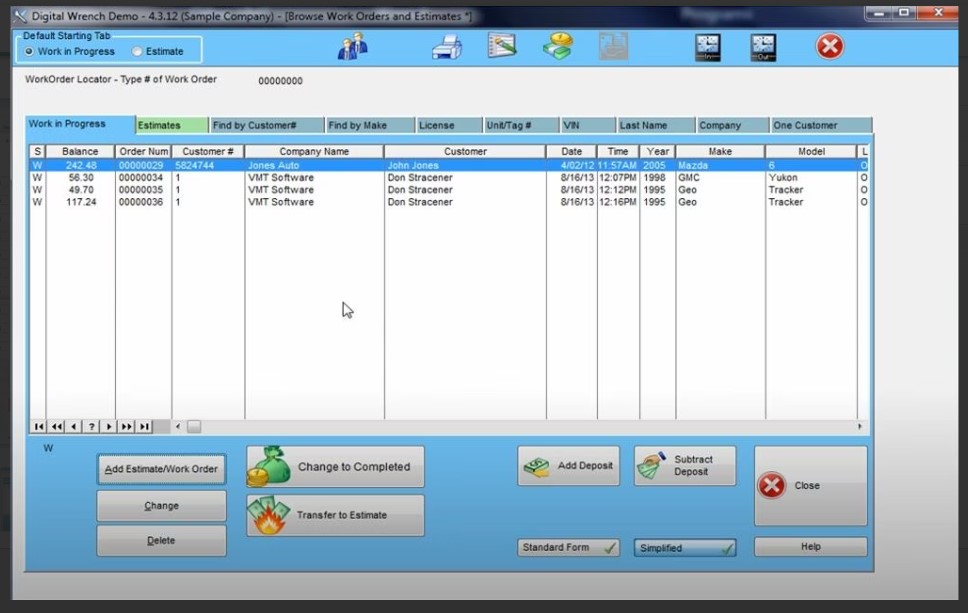 Digital Wrench Demo - 4.3.12 (Sample Company) - [Browse Work Orders and Estimates *]
Default Starting Tab
Work in Progress Estimate
In Out
WorkOrder Locator - Type # of Work Order 00000000
Work in Progress Estimates Find by Customer# Find by Make License Unit/Tag # VIN Last Name Company One Customer
S Balance Order Num Customer # Company Name Customer Date Time Year Make Model L
W 242.48 00000029 5824744 Jones Auto John Jones 4/02/12 11:57AM 2005 Mazda 6 O
W 56.30 00000034 1 VMT Software Don Stracener 8/16/13 12:07PM 1998 GMC Yukon O
W 49.70 00000035 1 VMT Software Don Stracener 8/16/13 12:12PM 1995 Geo Tracker O
W 117.24 00000036 1 VMT Software Don Stracener 8/16/13 12:16PM 1995 Geo Tracker O
?
W
Add Estimate/Work Order Change to Completed Add Deposit Subtract
Deposit
Close
Change Transfer to Estimate
Delete
Standard Form Simplified Help